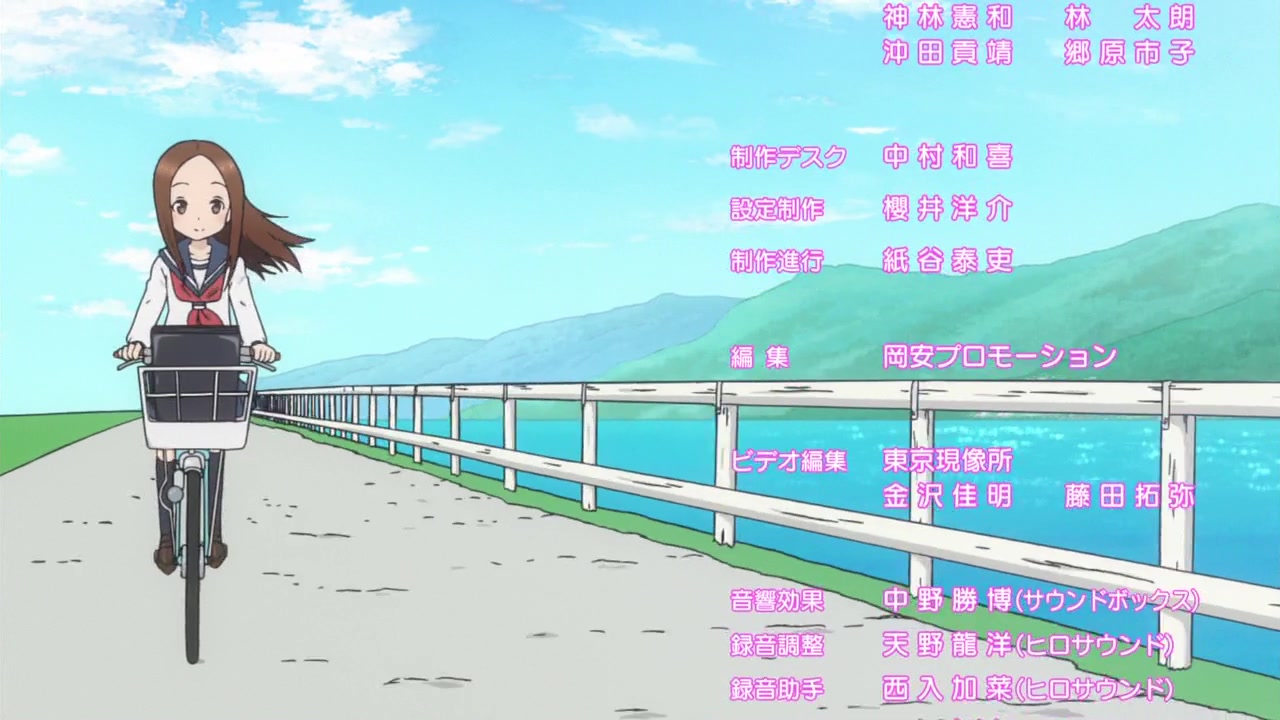 神林憲和 林 太朗
沖田貢靖 郷原市子
制作デスク 中村和喜
設定制作 櫻井洋介
制作進行 紙谷泰吏
編集 岡安プロモーション
ビデオ編集 東京現像所
金沢佳明 藤田拓弥
音響効果 中野勝博(サウンドボックス)
録音調整 天野龍洋(ヒロサウンド)
録音助手 西入加菜(ヒロサウンド)